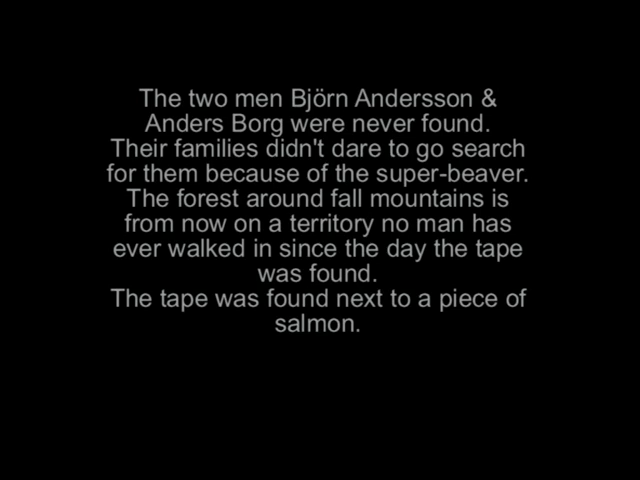 The two men Björn Andersson &
Anders Borg were never found.
Their families didn't dare to go search
for them because of the super-beaver.
The forest around fall mountains is
from now on a territory no man has
ever walked in since the day the tape
was found.
The tape was found next to a piece of
salmon.